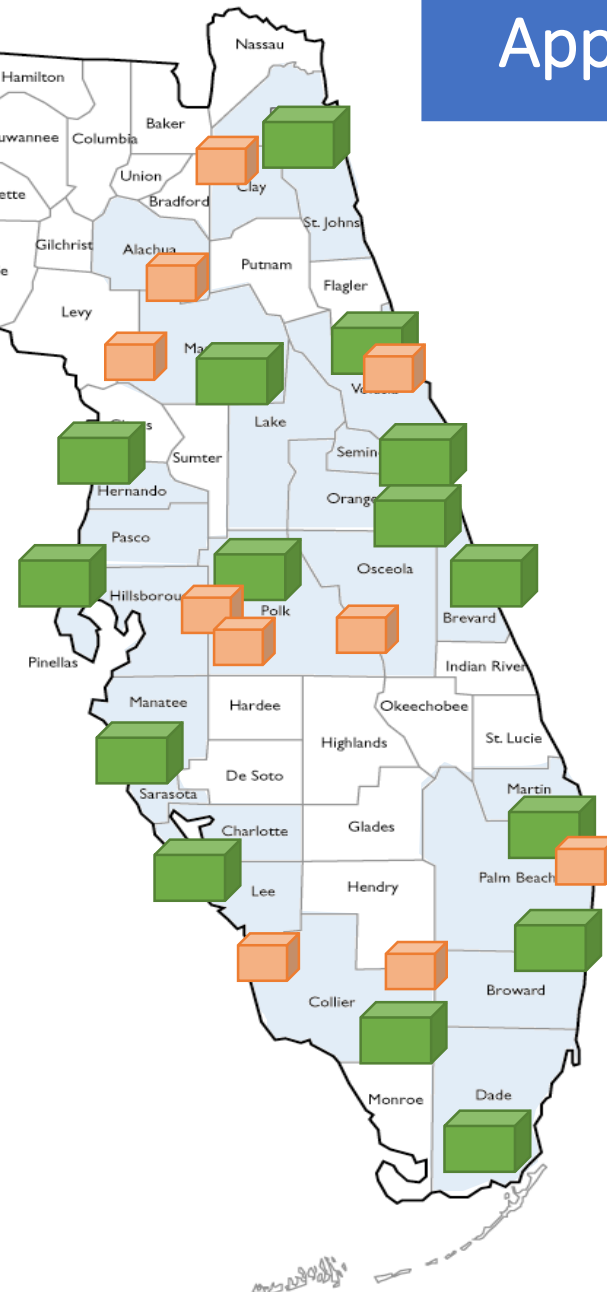 App
Nassau
Hamilton
Baker
uwannee
Columbia
Union
Clay
ette
Bradford
St. Johns
Gilchrist
Alachua
Putnam
e
Flagler
Levy
Ma
Lake
Sumter
Semin
Hernando
Orange
Pasco
Osceola
Hillsborou
Polk
Brevard
Pinellas
Indian River
Manatee
Hardee
Okeechobee
Highlands
St. Lucie
De Soto
Sarasota
Martin
Charlotte
Glades
Palm Beach
Lee
Hendry
Collier
Broward
Monroe
Dade